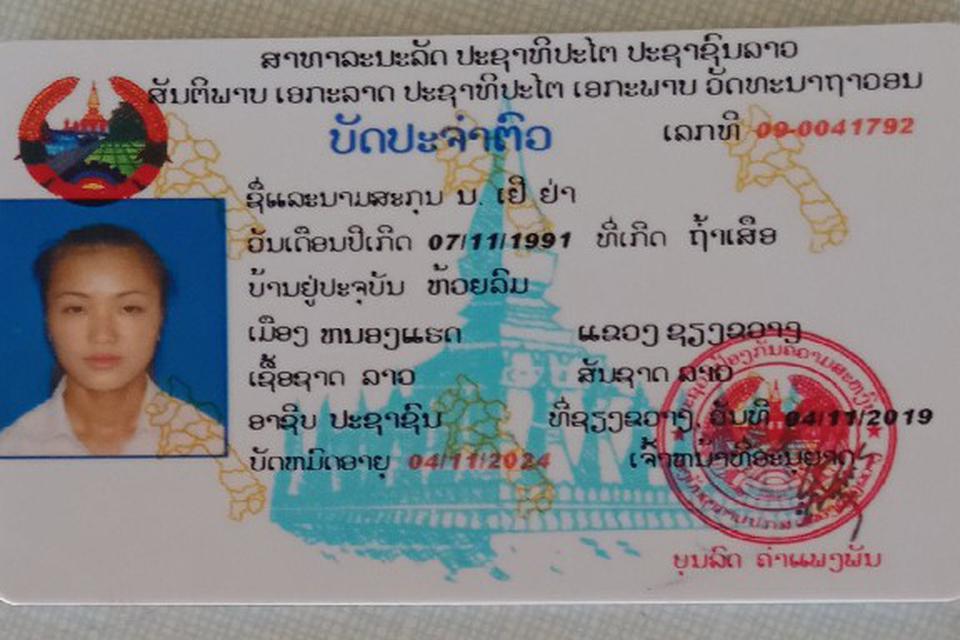 ສາທາລະນະລັດ ປະຊາທິປະໄຕ ປະຊາຊົນລາວ
ສັນຕິພາບ ເອກະລາດ ປະຊາທິປະໄຕ ເອກະພາບ ວັດທະນາຖາວອນ
ບັດປະຈຳຕົວ ເລກທີ 09-0041792
ຊື່ແລະນາມສະກຸນ ນ. ເຢີ ຢ່າ
ວັນເດືອນປີເກີດ 07/11/1991 ທີ່ເກີດ ຖ້ຳເສືອ
ບ້ານຢູ່ປະຈຸບັນ ຫ້ວຍລົມ
ເມືອງ ຫນອງແຮດ ແຂວງ ຊຽງຂວາງ
ເຊື້ອຊາດ ລາວ ສັນຊາດ ລາວ
ອາຊີບ ປະຊາຊົນ ທີ່ຊຽງຂວາງ, ວັນທີ 04/11/2019
ບັດຫມົດອາຍຸ 04/11/2024 ເຈົ້າຫນ້າທີ່ອະນຸຍາດ
ບຸນລົດ ຄຳແພງພັນ